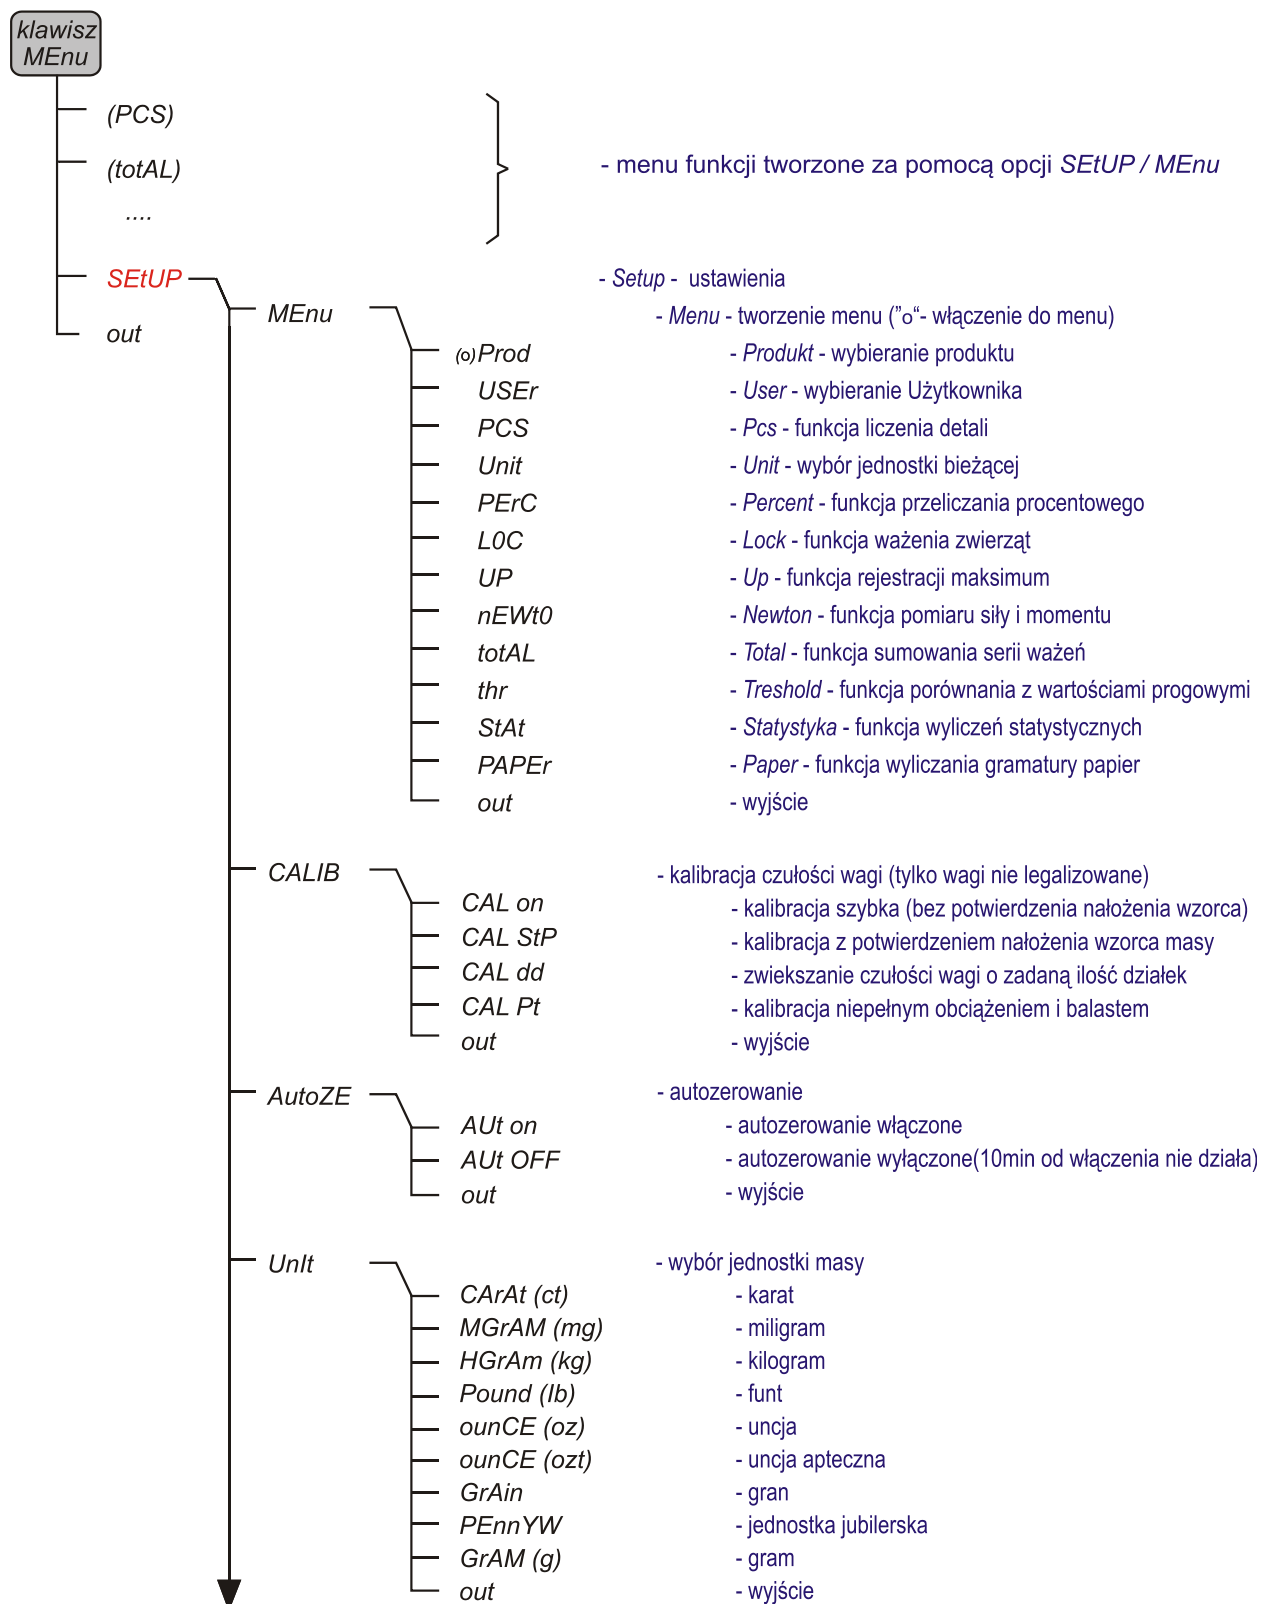 klawisz
MEnu
(PCS)
(totAL)
....
- menu funkcji tworzone za pomocą opcji SEtUP / MEnu
SEtUP - Setup - ustawienia
MEnu - Menu - tworzenie menu (”o“- włączenie do menu)
out
(o) Prod - Produkt - wybieranie produktu
USEr - User - wybieranie Użytkownika
PCS - Pcs - funkcja liczenia detali
Unit - Unit - wybór jednostki bieżącej
PErC - Percent - funkcja przeliczania procentowego
L0C - Lock - funkcja ważenia zwierząt
UP - Up - funkcja rejestracji maksimum
nEWt0 - Newton - funkcja pomiaru siły i momentu
totAL - Total - funkcja sumowania serii ważeń
thr - Treshold - funkcja porównania z wartościami progowymi
StAt - Statystyka - funkcja wyliczeń statystycznych
PAPEr - Paper - funkcja wyliczania gramatury papier
out - wyjście
CALIB - kalibracja czułości wagi (tylko wagi nie legalizowane)
CAL on - kalibracja szybka (bez potwierdzenia nałożenia wzorca)
CAL StP - kalibracja z potwierdzeniem nałożenia wzorca masy
CAL dd - zwiekszanie czułości wagi o zadaną ilość działek
CAL Pt - kalibracja niepełnym obciążeniem i balastem
out - wyjście
AutoZE - autozerowanie
AUt on - autozerowanie włączone
AUt OFF - autozerowanie wyłączone(10min od włączenia nie działa)
out - wyjście
UnIt - wybór jednostki masy
CArAt (ct) - karat
MGrAM (mg) - miligram
HGrAm (kg) - kilogram
Pound (lb) - funt
ounCE (oz) - uncja
ounCE (ozt) - uncja apteczna
GrAin - gran
PEnnYW - jednostka jubilerska
GrAM (g) - gram
out - wyjście